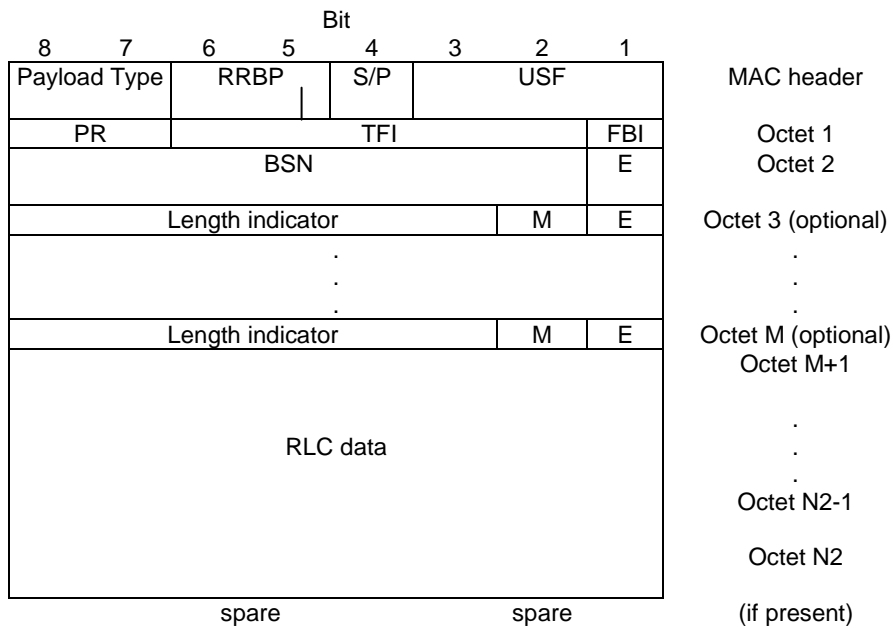 Bit
8 7 6 5 4 3 2 1
Payload Type RRBP S/P USF MAC header
PR TFI FBI Octet 1
BSN E Octet 2
Length indicator M E Octet 3 (optional)
. .
. .
. .
Length indicator M E Octet M (optional)
Octet M+1
.
RLC data .
.
Octet N2-1
Octet N2
spare spare (if present)